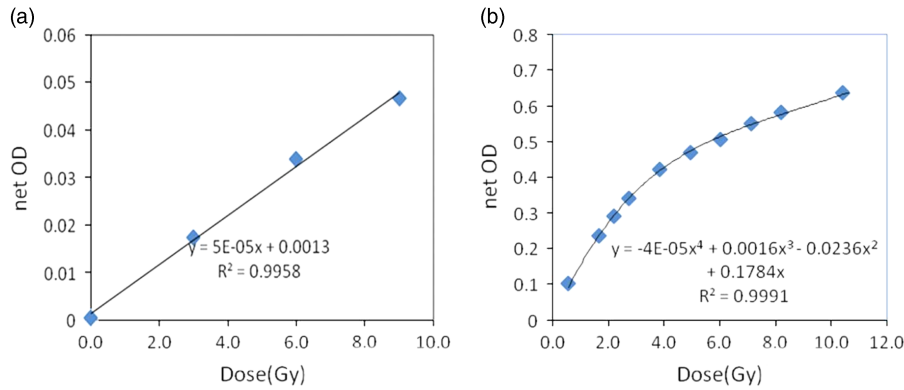 (a)
0.06
0.05
0.04
0.03
0.02
0.01
0
net OD
y = 5E-05x + 0.0013
R² = 0.9958
0.0 2.0 4.0 6.0 8.0 10.0
Dose(Gy)
(b)
0.8
0.7
0.6
0.5
0.4
0.3
0.2
0.1
0
net OD
y = -4E-05x⁴ + 0.0016x³ - 0.0236x²
+ 0.1784x
R² = 0.9991
0.0 2.0 4.0 6.0 8.0 10.0 12.0
Dose(Gy)